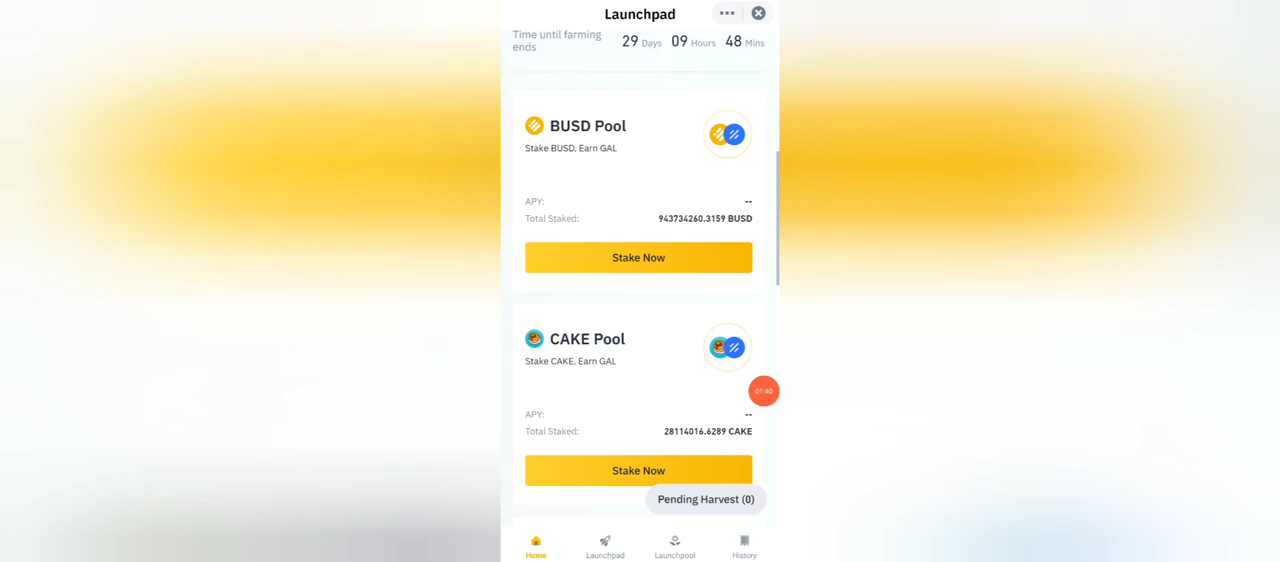 Launchpad
Time until farming ends
29 Days 09 Hours 48 Mins
BUSD Pool
Stake BUSD, Earn GAL
APY: --
Total Staked: 943734260.3159 BUSD
Stake Now
CAKE Pool
Stake CAKE, Earn GAL
01:40
APY: --
Total Staked: 28114016.6289 CAKE
Stake Now
Pending Harvest (0)
Home Launchpad Launchpool History